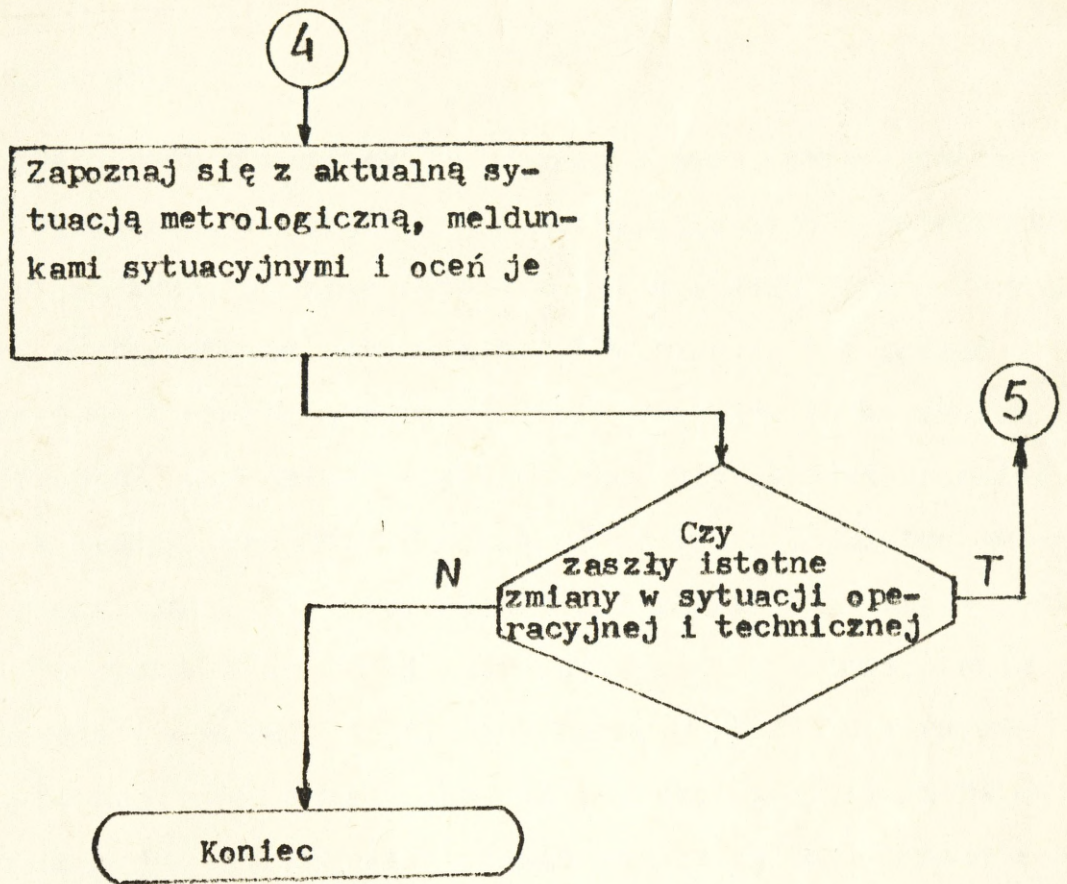 4
Zapoznaj się z aktualną sy-
tuacją metrologiczną, meldun-
kami sytuacyjnymi i oceń je
5
Czy
zaszły istotne
zmiany w sytuacji ope-
racyjnej i technicznej
N
T
Koniec